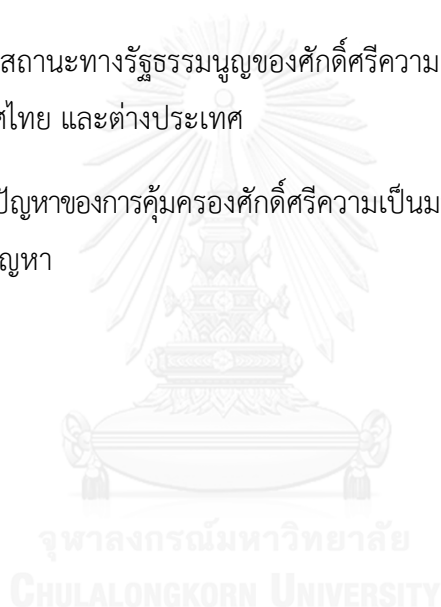 สถานะทางรัฐธรรมนูญของศักดิ์ศรีความ
ศไทย และต่างประเทศ
ปัญหาของการคุ้มครองศักดิ์ศรีความเป็นม
ญหา
จุฬาลงกรณ์มหาวิทยาลัย
CHULALONGKORN UNIVERSITY